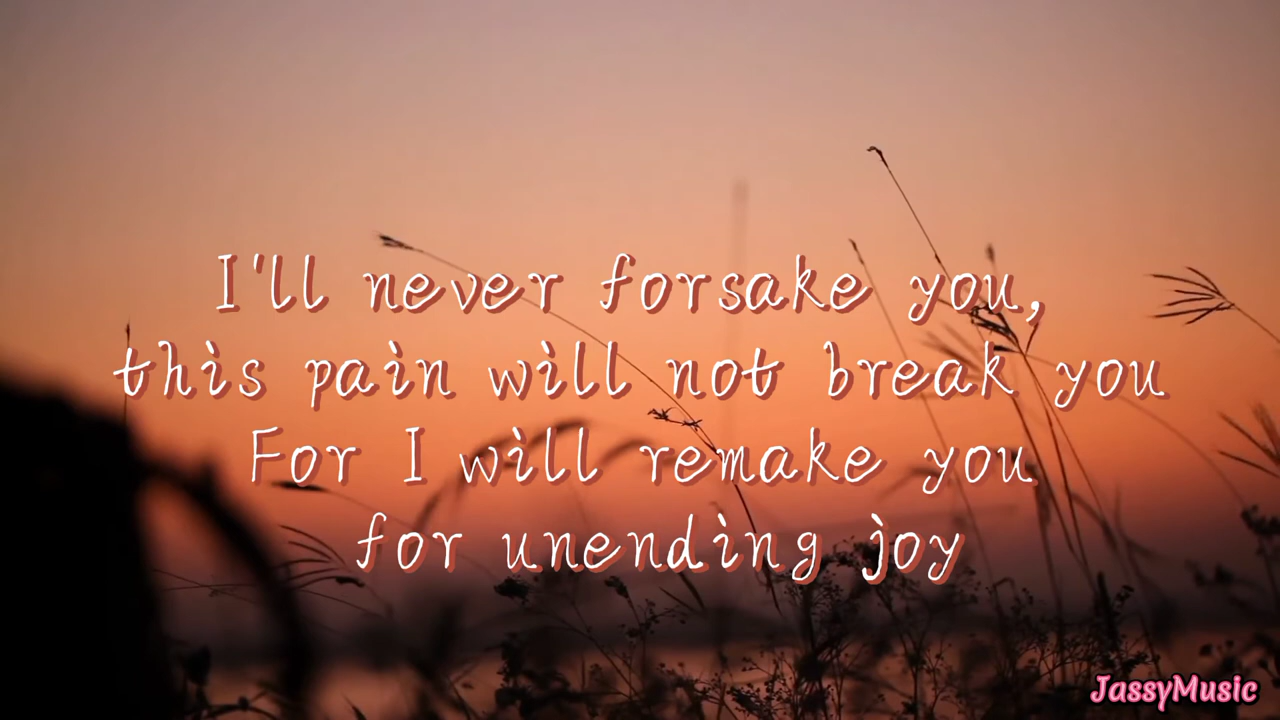 I'll never forsake you,
this pain will not break you
For I will remake you
for unending joy
JassyMusic